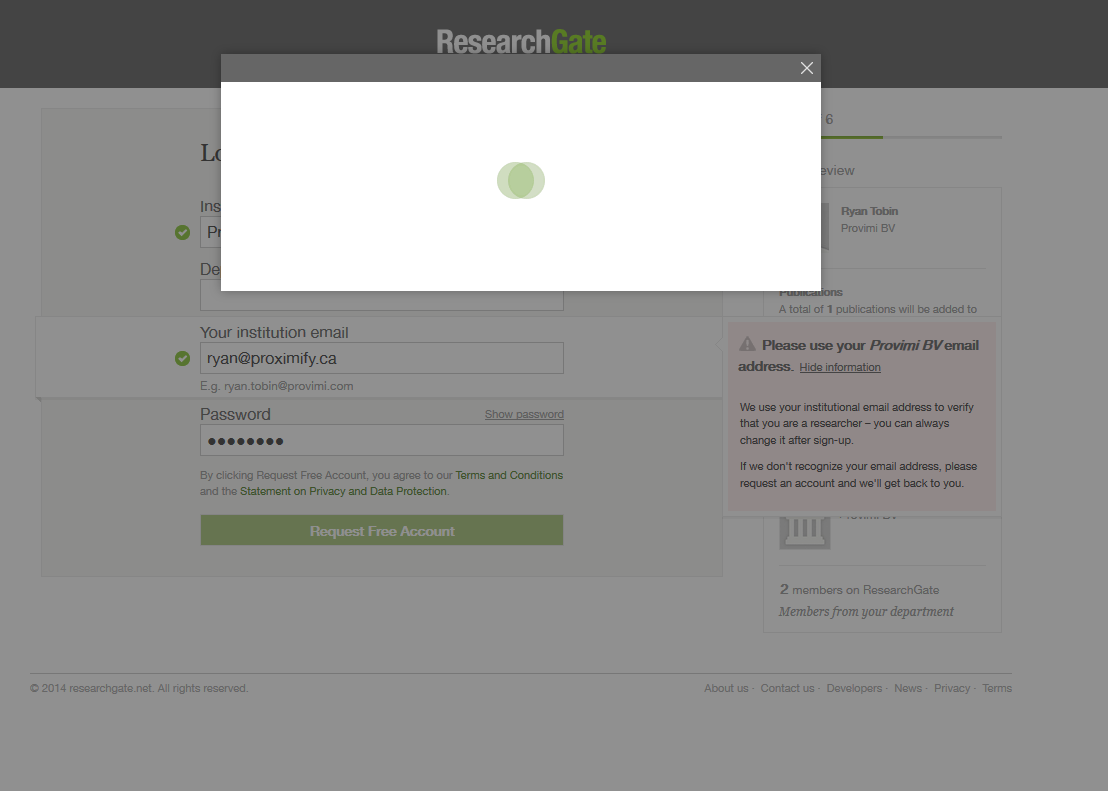 ResearchGate
6
Ryan Tobin
Provimi BV
Publications
A total of 1 publications will be added to
Your institution email
ryan@proximify.ca
E.g. ryan.tobin@provimi.com
Please use your Provimi BV email
address. Hide information
We use your institutional email address to verify
that you are a researcher – you can always
change it after sign-up.
If we don't recognize your email address, please
request an account and we'll get back to you.
Password
Show password
By clicking Request Free Account, you agree to our Terms and Conditions
and the Statement on Privacy and Data Protection.
Request Free Account
Provimi BV
2 members on ResearchGate
Members from your department
© 2014 researchgate.net. All rights reserved.
About us · Contact us · Developers · News · Privacy · Terms